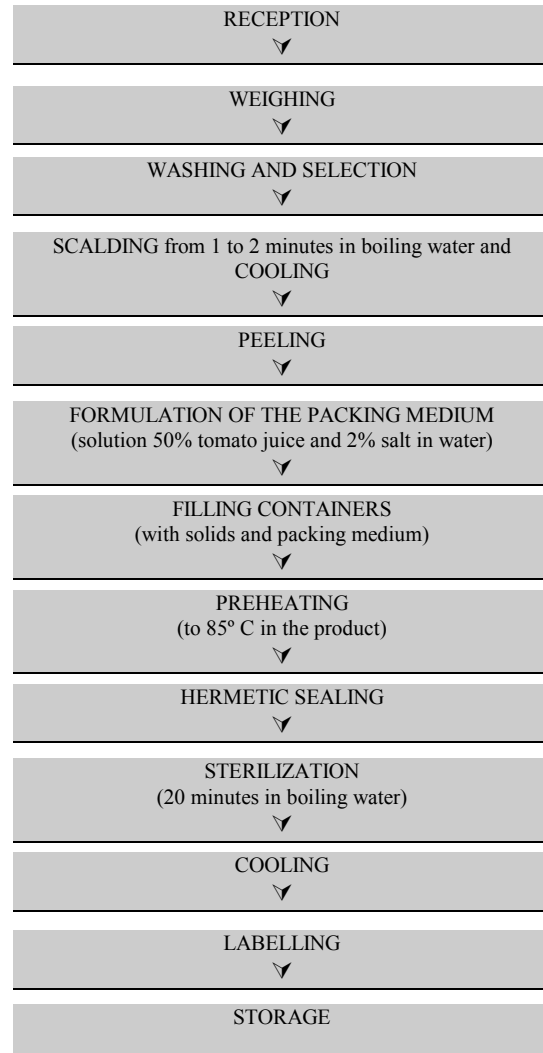 RECEPTION
WEIGHING
WASHING AND SELECTION
SCALDING from 1 to 2 minutes in boiling water and
COOLING
PEELING
FORMULATION OF THE PACKING MEDIUM
(solution 50% tomato juice and 2% salt in water)
FILLING CONTAINERS
(with solids and packing medium)
PREHEATING
(to 85º C in the product)
HERMETIC SEALING
STERILIZATION
(20 minutes in boiling water)
COOLING
LABELLING
STORAGE